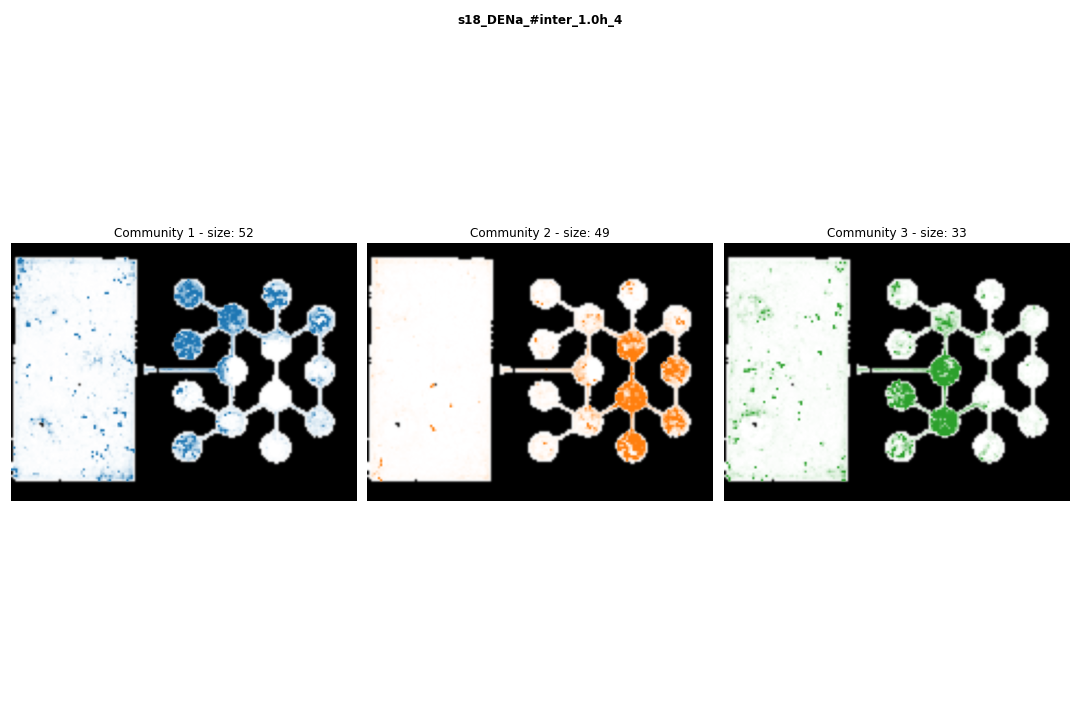 s18_DENa_#inter_1.0h_4
Community 1 - size: 52
Community 2 - size: 49
Community 3 - size: 33